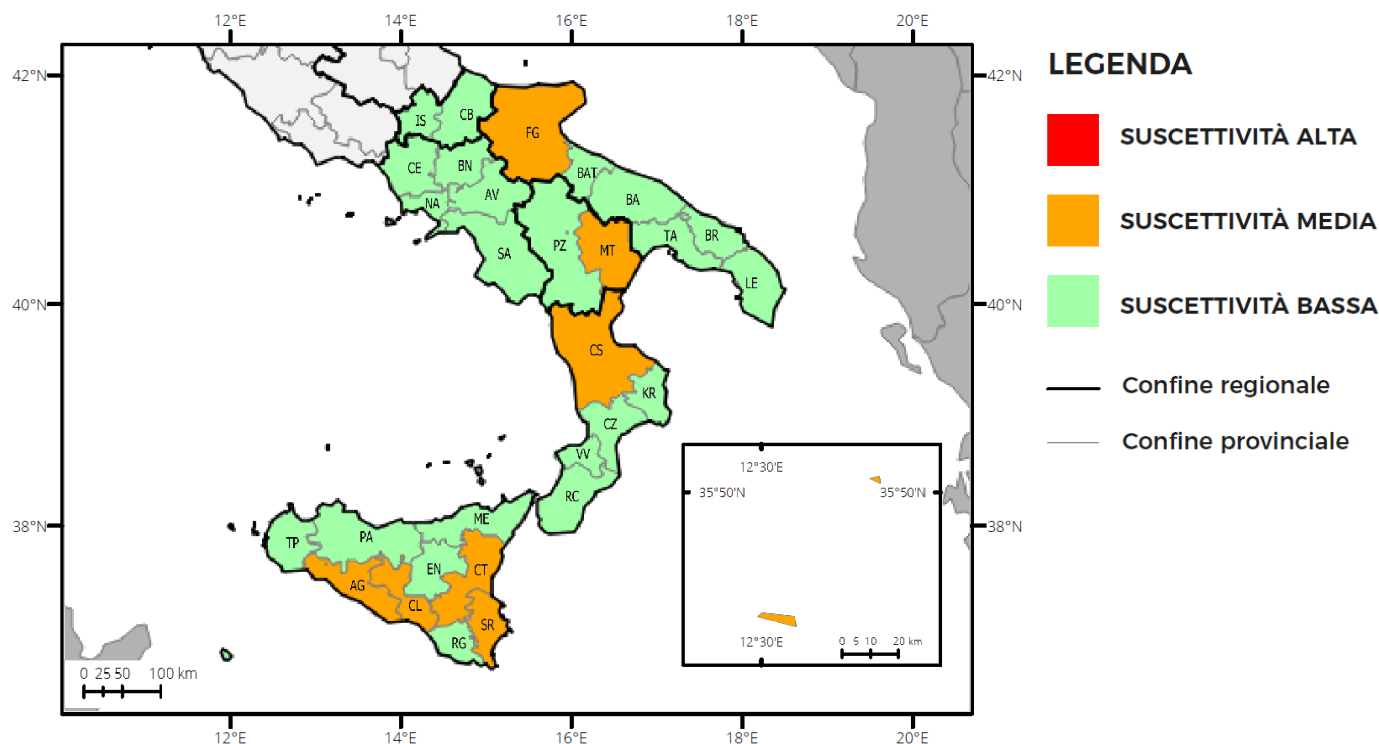 12°E 14°E 16°E 18°E 20°E
42°N 42°N
LEGENDA
SUSCETTIVITÀ ALTA
SUSCETTIVITÀ MEDIA
SUSCETTIVITÀ BASSA
Confine regionale
Confine provinciale
IS CB FG
CE BN BAT
NA AV BA
SA PZ MT TA BR
LE
40°N 40°N
CS
KR
CZ
VV
RC
12°30'E
35°50'N 35°50'N
12°30'E
0 5 10 20 km
38°N 38°N
TP PA ME
AG EN CT
CL SR
RG
0 25 50 100 km
12°E 14°E 16°E 18°E 20°E